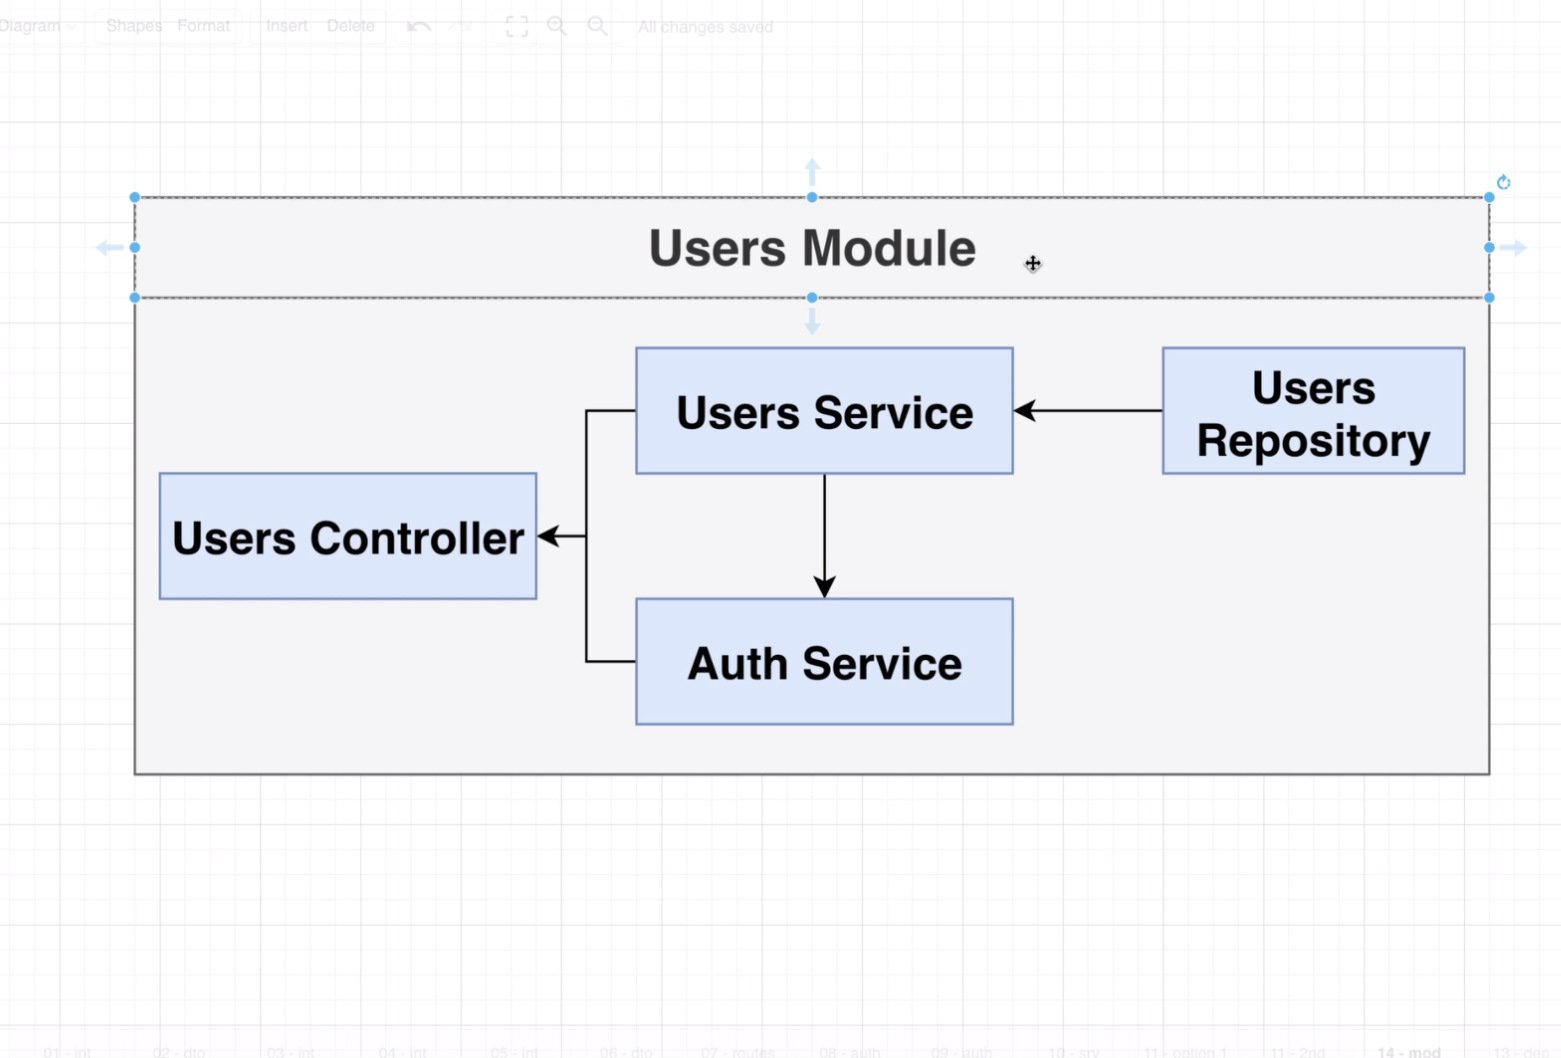 Diagram Shapes Format Insert Delete All changes saved
Users Module
Users Service
Users
Repository
Users Controller
Auth Service
01 - int 02 - dto 03 - int 04 - int 05 - int 06 - dto 07 - routes 08 - auth 09 - auth 10 - srv 11 - option 1 11 - 2nd 14 - mod 13 - des